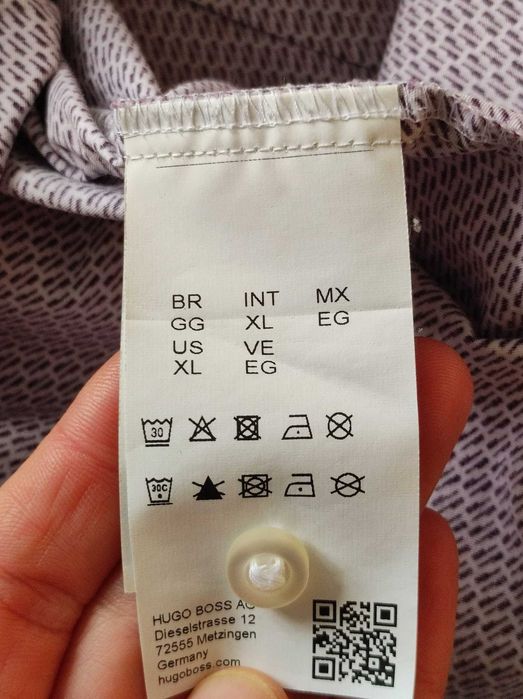 BR INT MX
GG XL EG
US VE
XL EG
30
30C
HUGO BOSS AG
Dieselstrasse 12
72555 Metzingen
Germany
hugoboss.com